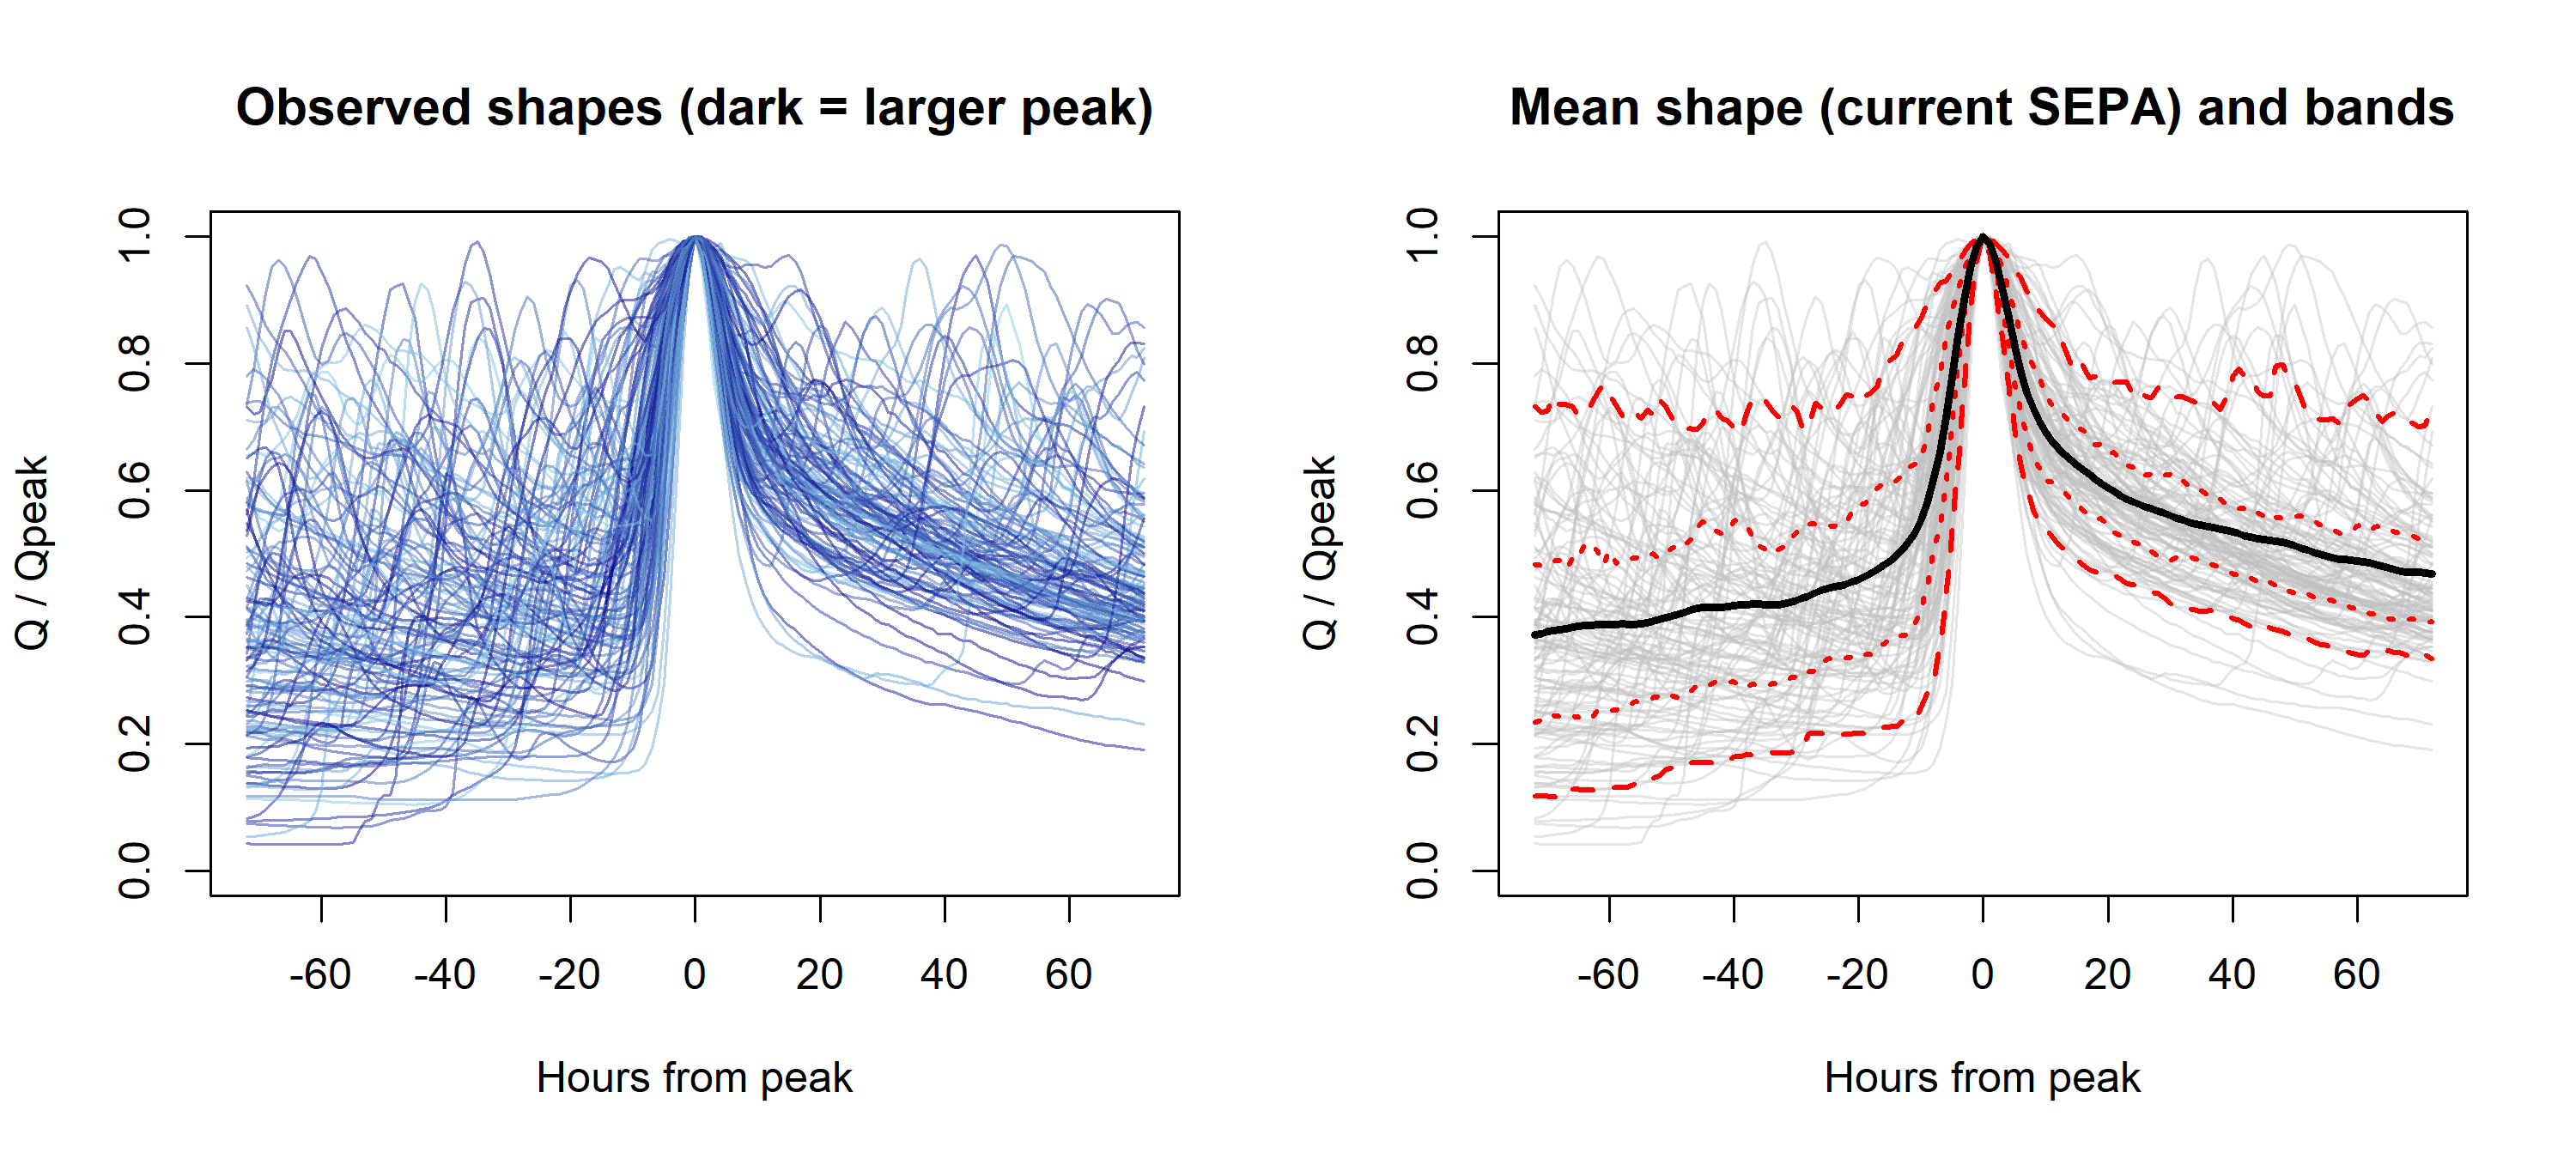 Observed shapes (dark = larger peak)
1.0
0.8
0.6
0.4
0.2
0.0
Q / Qpeak
-60 -40 -20 0 20 40 60
Hours from peak
Mean shape (current SEPA) and bands
1.0
0.8
0.6
0.4
0.2
0.0
Q / Qpeak
-60 -40 -20 0 20 40 60
Hours from peak